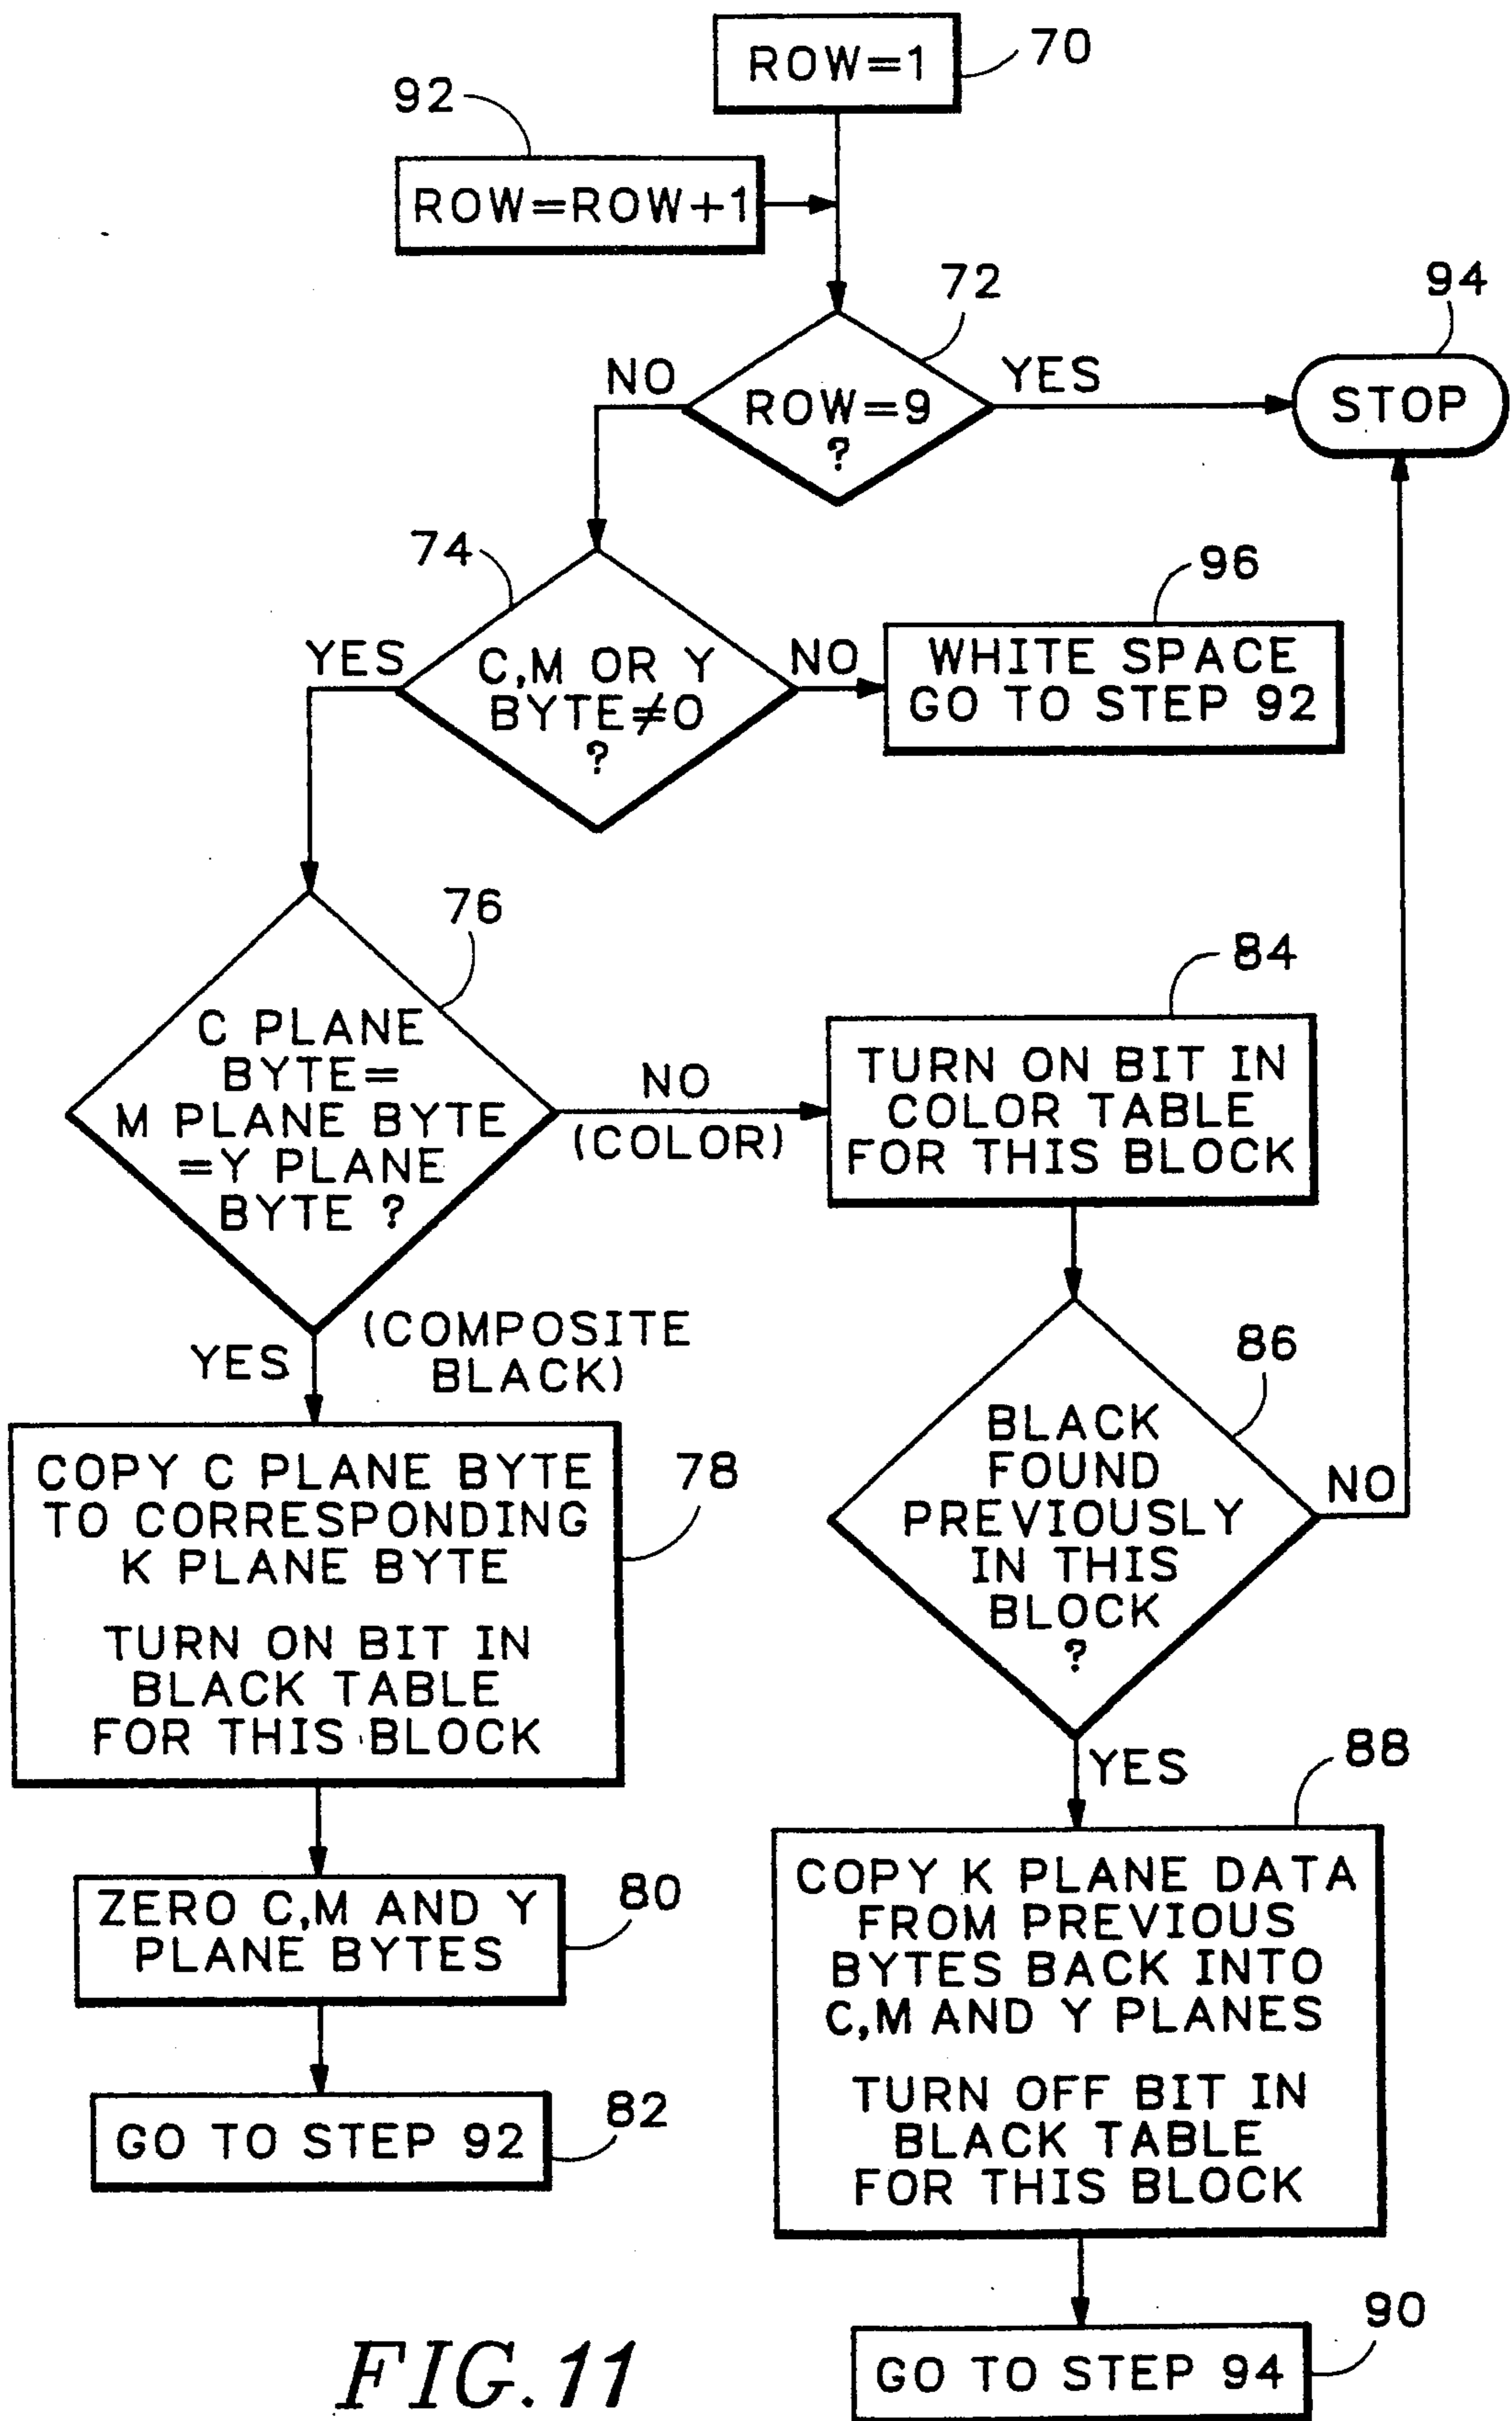 ROW=1
70
92
ROW=ROW+1
72
94
NO
YES
ROW=9
?
STOP
74
96
YES
C,M OR Y
BYTE≠0
?
NO
WHITE SPACE
GO TO STEP 92
76
84
C PLANE
BYTE=
M PLANE BYTE
=Y PLANE
BYTE ?
NO
(COLOR)
TURN ON BIT IN
COLOR TABLE
FOR THIS BLOCK
YES
(COMPOSITE
BLACK)
86
BLACK
FOUND
PREVIOUSLY
IN THIS
BLOCK
?
NO
COPY C PLANE BYTE
TO CORRESPONDING
K PLANE BYTE
TURN ON BIT IN
BLACK TABLE
FOR THIS BLOCK
78
YES
88
ZERO C,M AND Y
PLANE BYTES
80
COPY K PLANE DATA
FROM PREVIOUS
BYTES BACK INTO
C,M AND Y PLANES
TURN OFF BIT IN
BLACK TABLE
FOR THIS BLOCK
GO TO STEP 92
82
GO TO STEP 94
90
FIG.11